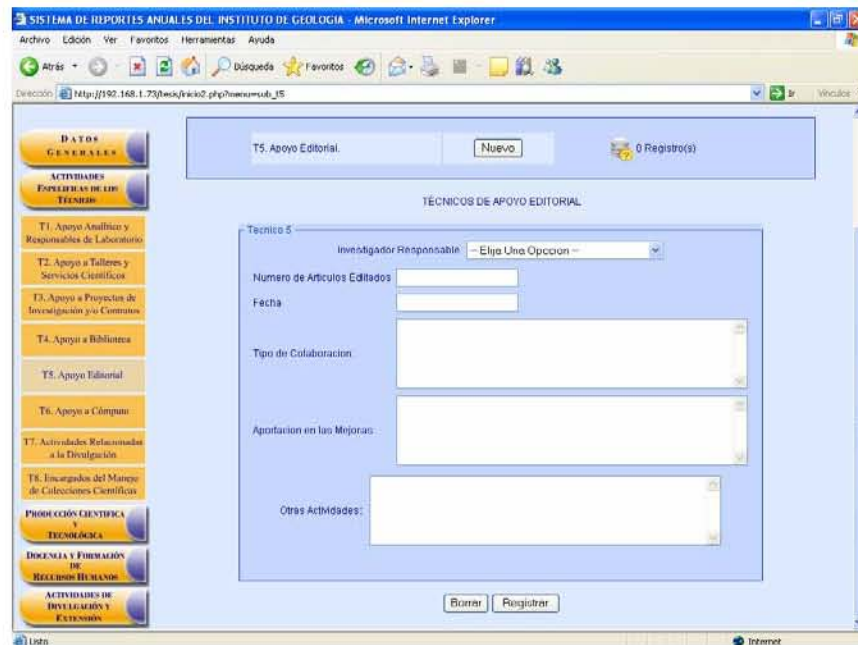 SISTEMA DE REPORTES ANUALES DEL INSTITUTO DE GEOLOGIA - Microsoft Internet Explorer
Archivo Edición Ver Favoritos Herramientas Ayuda
Atrás Búsqueda Favoritos
Dirección http://192.168.1.73/tesis/inicio2.php?menu=sub_t5 Ir Vínculos
DATOS
GENERALES
ACTIVIDADES
ESPECIFICAS DE LOS
TÉCNICOS
T1. Apoyo Analítico y
Responsables de Laboratorio
T2. Apoyo a Talleres y
Servicios Científicos
T3. Apoyo a Proyectos de
Investigación y/o Contratos
T4. Apoyo a Biblioteca
T5. Apoyo Editorial
T6. Apoyo a Cómputo
T7. Actividades Relacionadas
a la Divulgación
T8. Encargados del Manejo
de Colecciones Científicas
PRODUCCIÓN CIENTIFICA
Y
TECNOLÓGICA
DOCENCIA Y FORMACIÓN
DE
RECURSOS HUMANOS
ACTIVIDADES DE
DIVULGACIÓN Y
EXTENSIÓN
T5. Apoyo Editorial. Nuevo 0 Registro(s)
TÉCNICOS DE APOYO EDITORIAL
Tecnico 5
Investigador Responsable -- Elija Una Opccion --
Numero de Articulos Editados
Fecha
Tipo de Colaboracion:
Aportacion en las Mejoras:
Otras Actividades:
Borrar Registrar
Listo Internet